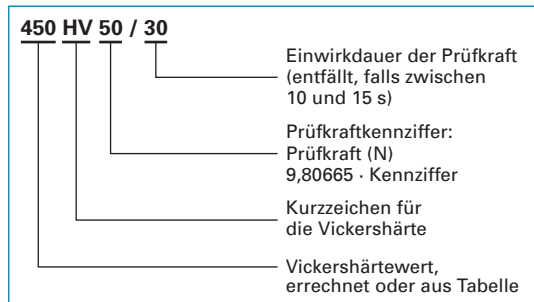 450 HV 50 / 30
Einwirkdauer der Prüfkraft
(entfällt, falls zwischen
10 und 15 s)
Prüfkraftkennziffer:
Prüfkraft (N)
9,80665 · Kennziffer
Kurzzeichen für
die Vickershärte
Vickershärtewert,
errechnet oder aus Tabelle